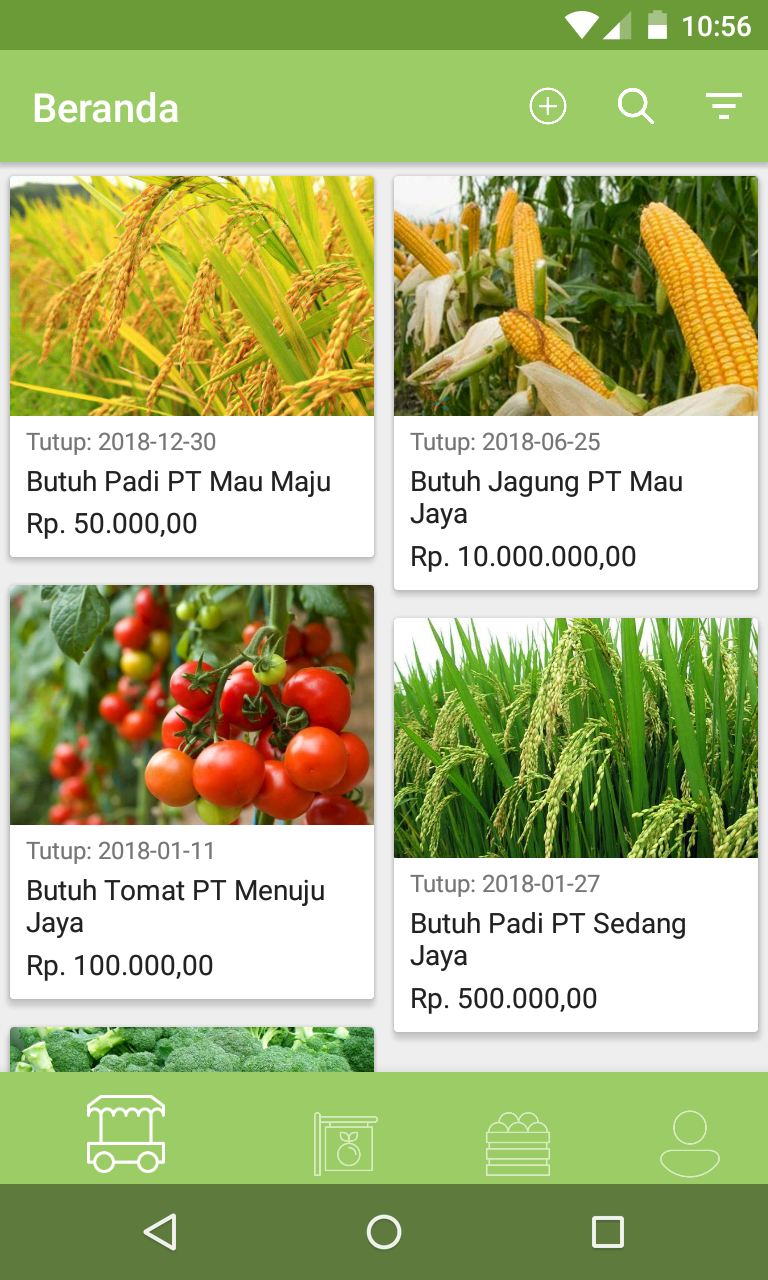 10:56
Beranda
Tutup: 2018-12-30
Butuh Padi PT Mau Maju
Rp. 50.000,00
Tutup: 2018-06-25
Butuh Jagung PT Mau
Jaya
Rp. 10.000.000,00
Tutup: 2018-01-11
Butuh Tomat PT Menuju
Jaya
Rp. 100.000,00
Tutup: 2018-01-27
Butuh Padi PT Sedang
Jaya
Rp. 500.000,00